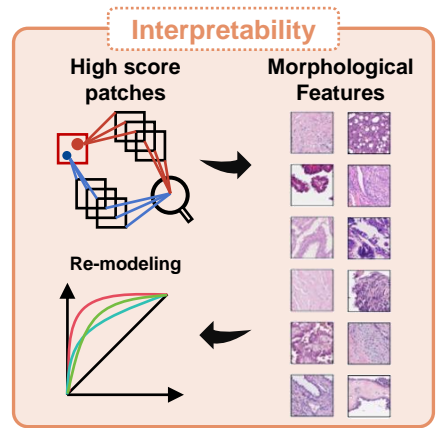 Interpretability
High score
patches
Morphological
Features
Re-modeling